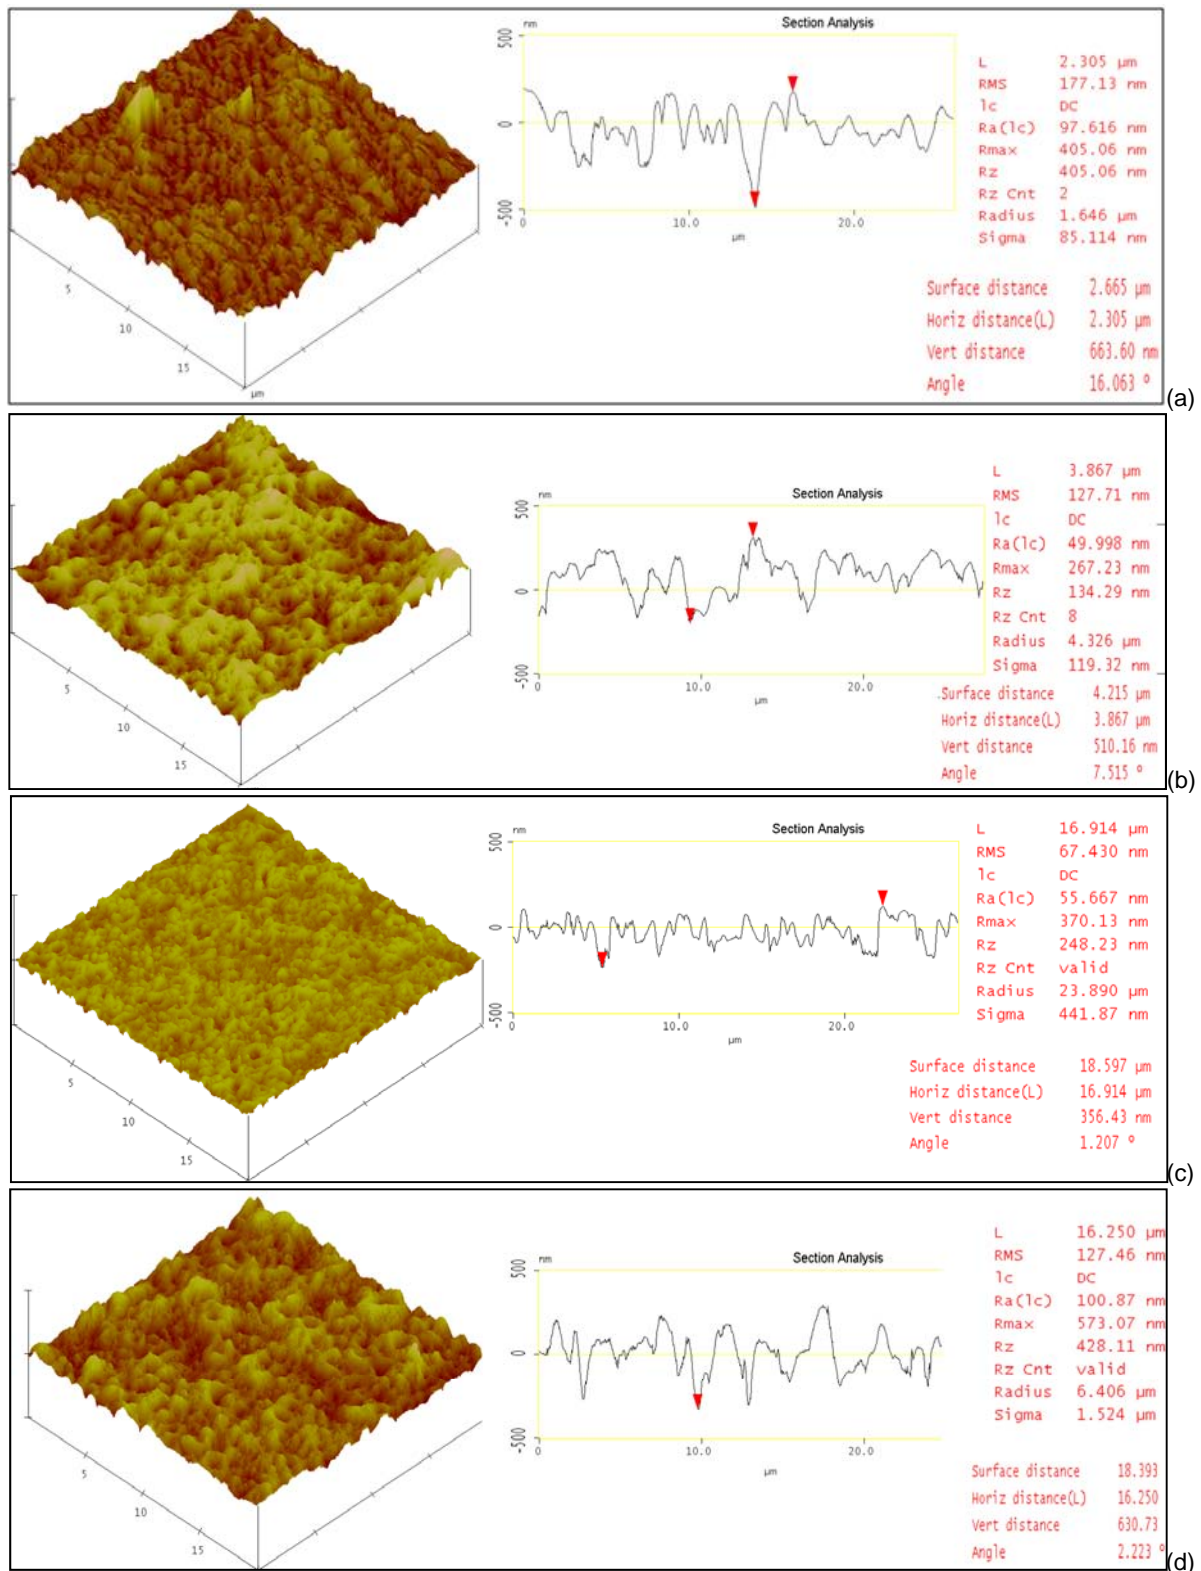 Section Analysis
nm
500
0
-500
0
10.0
20.0
µm
L 2.305 µm
RMS 177.13 nm
lc DC
Ra(lc) 97.616 nm
Rmax 405.06 nm
Rz 405.06 nm
Rz Cnt 2
Radius 1.646 µm
Sigma 85.114 nm
Surface distance 2.665 µm
Horiz distance(L) 2.305 µm
Vert distance 663.60 nm
Angle 16.063 °
5
10
15
µm
(a)
Section Analysis
nm
500
0
-500
0
10.0
20.0
µm
L 3.867 µm
RMS 127.71 nm
lc DC
Ra(lc) 49.998 nm
Rmax 267.23 nm
Rz 134.29 nm
Rz Cnt 8
Radius 4.326 µm
Sigma 119.32 nm
Surface distance 4.215 µm
Horiz distance(L) 3.867 µm
Vert distance 510.16 nm
Angle 7.515 °
5
10
15
(b)
Section Analysis
nm
500
0
-500
0
10.0
20.0
µm
L 16.914 µm
RMS 67.430 nm
lc DC
Ra(lc) 55.667 nm
Rmax 370.13 nm
Rz 248.23 nm
Rz Cnt valid
Radius 23.890 µm
Sigma 441.87 nm
Surface distance 18.597 µm
Horiz distance(L) 16.914 µm
Vert distance 356.43 nm
Angle 1.207 °
5
10
15
(c)
Section Analysis
nm
500
0
-500
0
10.0
20.0
µm
L 16.250 µm
RMS 127.46 nm
lc DC
Ra(lc) 100.87 nm
Rmax 573.07 nm
Rz 428.11 nm
Rz Cnt valid
Radius 6.406 µm
Sigma 1.524 µm
Surface distance 18.393
Horiz distance(L) 16.250
Vert distance 630.73
Angle 2.223 °
5
10
15
(d)